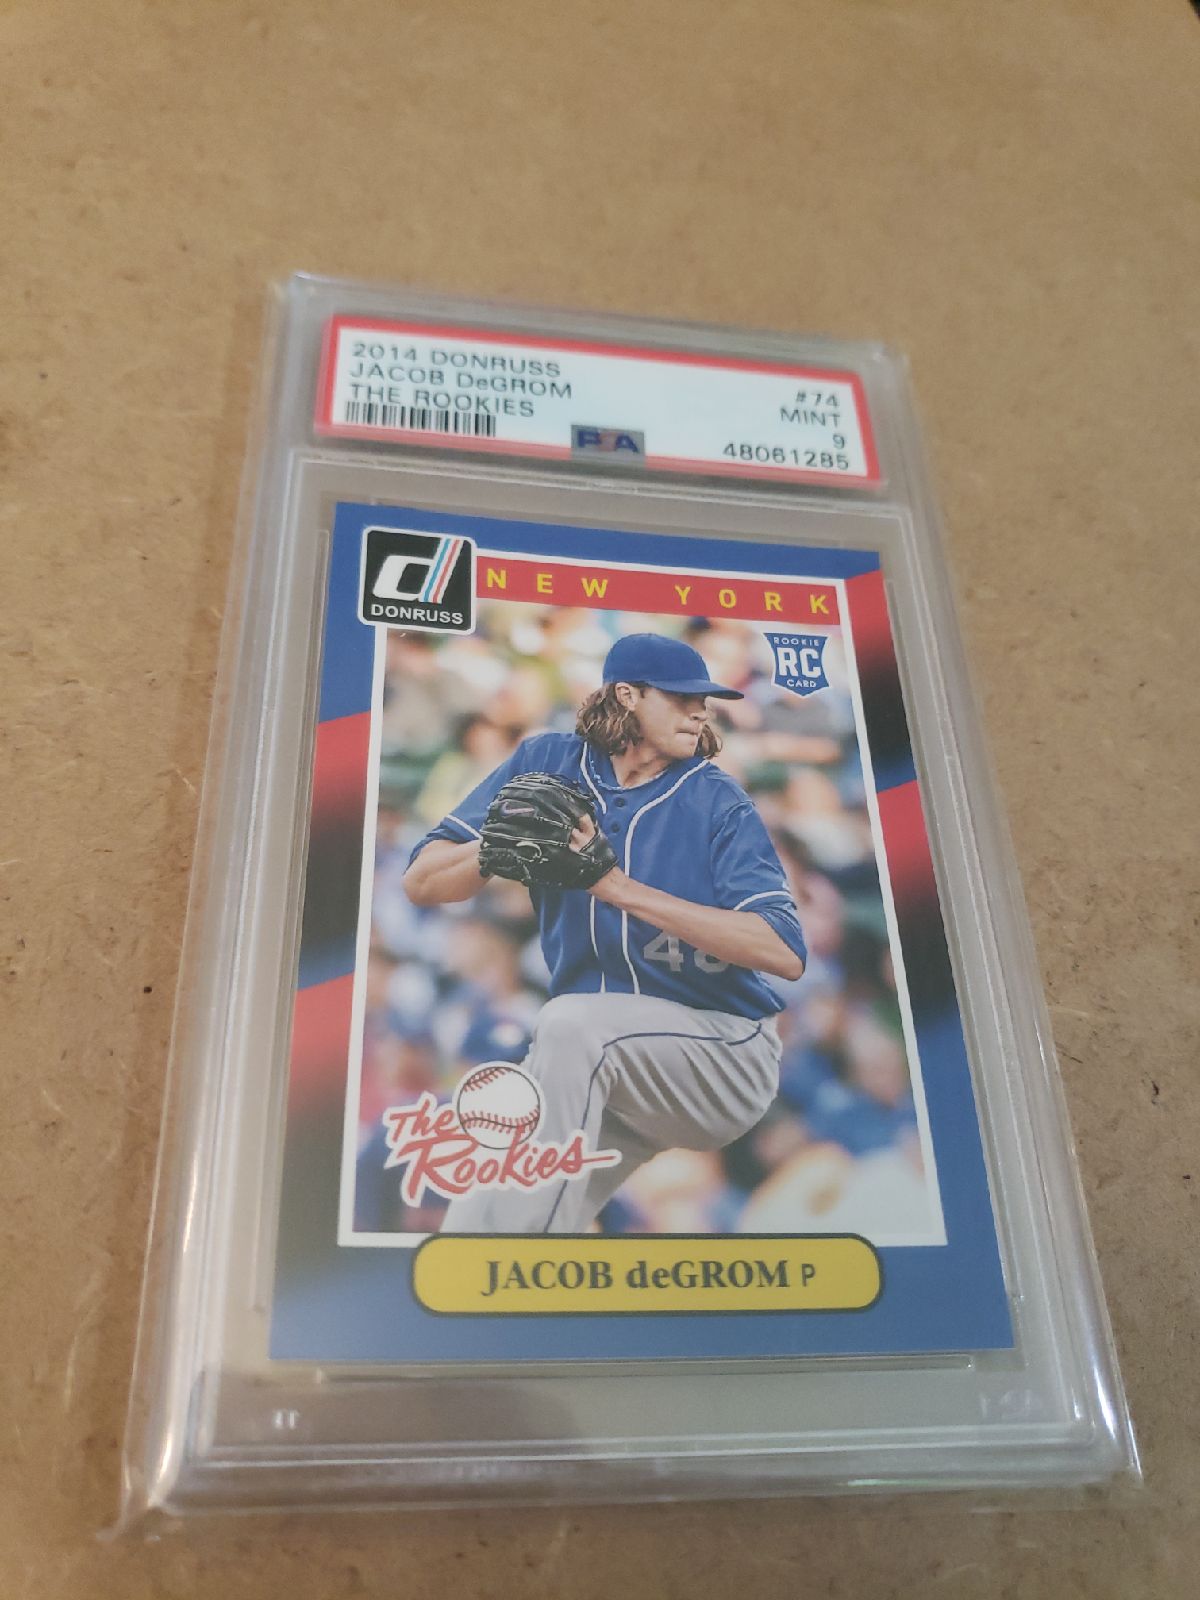 2014 DONRUSS
JACOB DeGROM
THE ROOKIES
#74
MINT
9
PSA
48061285
d
DONRUSS
NEW YORK
ROOKIE
RC
CARD
48
The
Rookies
JACOB deGROM P